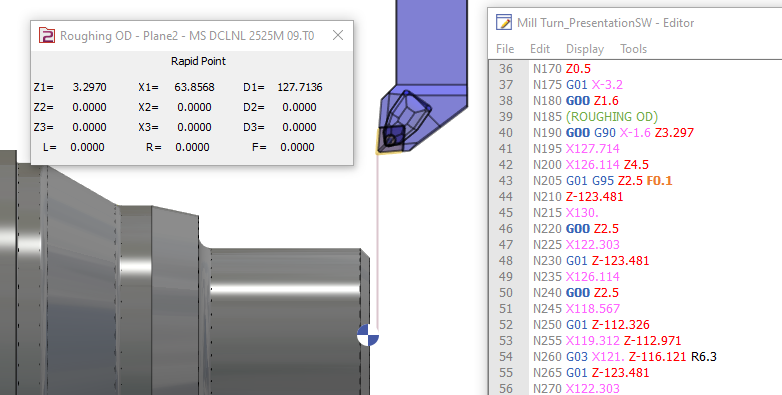 Roughing OD - Plane2 - MS DCLNL 2525M 09.T0
Rapid Point
Z1= 3.2970 X1= 63.8568 D1= 127.7136
Z2= 0.0000 X2= 0.0000 D2= 0.0000
Z3= 0.0000 X3= 0.0000 D3= 0.0000
L= 0.0000 R= 0.0000 F= 0.0000
Mill Turn_PresentationSW - Editor
File Edit Display Tools
36 N170 Z0.5
37 N175 G01 X-3.2
38 N180 G00 Z1.6
39 N185 (ROUGHING OD)
40 N190 G00 G90 X-1.6 Z3.297
41 N195 X127.714
42 N200 X126.114 Z4.5
43 N205 G01 G95 Z2.5 F0.1
44 N210 Z-123.481
45 N215 X130.
46 N220 G00 Z2.5
47 N225 X122.303
48 N230 G01 Z-123.481
49 N235 X126.114
50 N240 G00 Z2.5
51 N245 X118.567
52 N250 G01 Z-112.326
53 N255 X119.312 Z-112.971
54 N260 G03 X121. Z-116.121 R6.3
55 N265 G01 Z-123.481
56 N270 X122.303